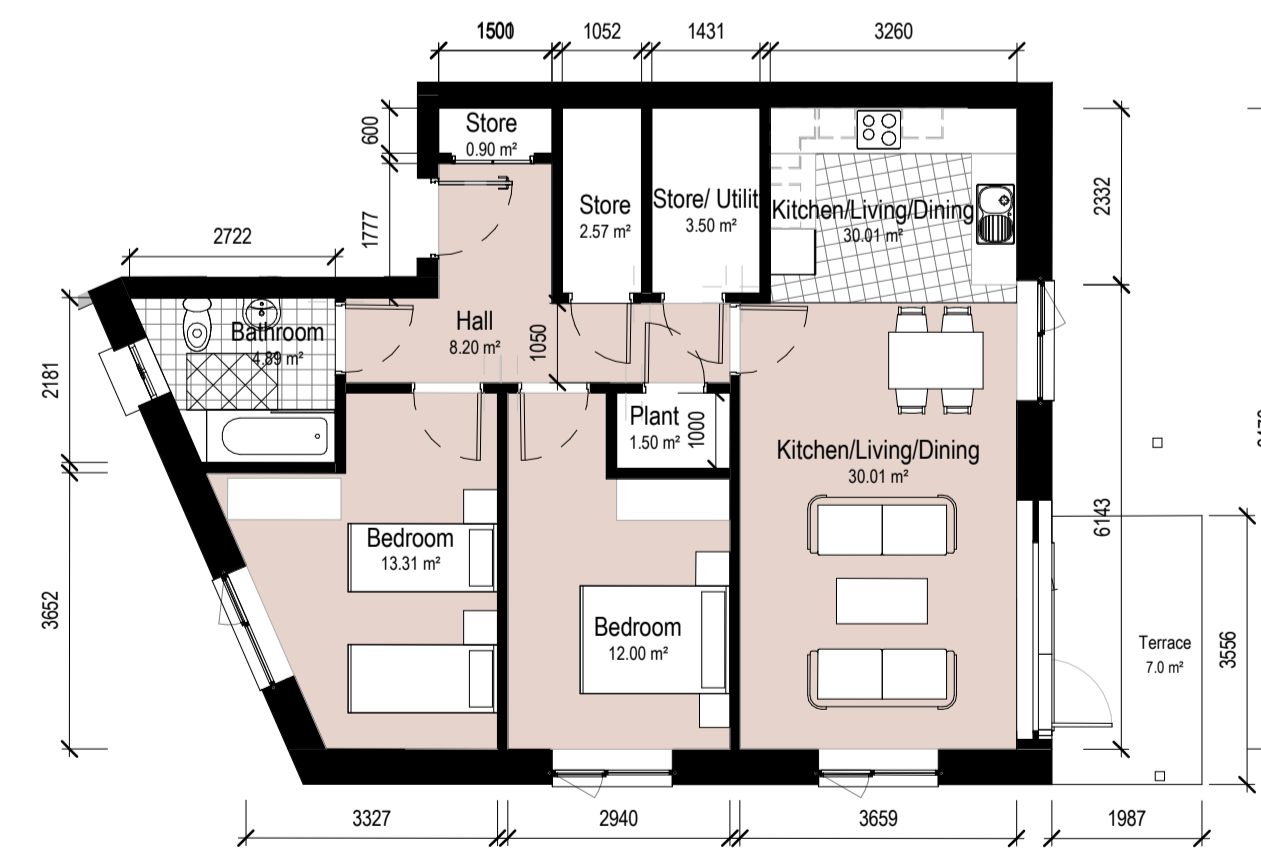 1500 1052 1431 3260
600
Store
0.90 m²
1777
2722
Store
2.57 m²
Store/ Utilit
3.50 m²
Kitchen/Living/Dining
30.01 m²
2332
Bathroom
4.89 m²
Hall
8.20 m²
1050
2181
Plant
1.50 m²
1000
Kitchen/Living/Dining
30.01 m²
6143
Bedroom
13.31 m²
3652
Bedroom
12.00 m²
Terrace
7.0 m²
3556
3327 2940 3659 1987